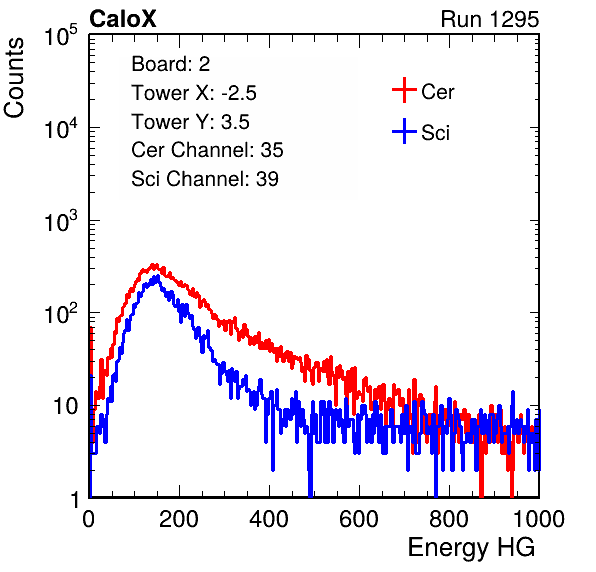 CaloX Run 1295
Counts
Board: 2
Tower X: -2.5
Tower Y: 3.5
Cer Channel: 35
Sci Channel: 39
Cer
Sci
10^5
10^4
10^3
10^2
10
1
0 200 400 600 800 1000
Energy HG